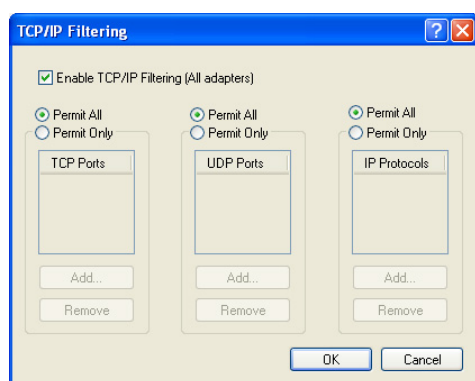 TCP/IP Filtering
Enable TCP/IP Filtering (All adapters)
Permit All Permit All Permit All
Permit Only Permit Only Permit Only
TCP Ports UDP Ports IP Protocols
Add... Add... Add...
Remove Remove Remove
OK Cancel